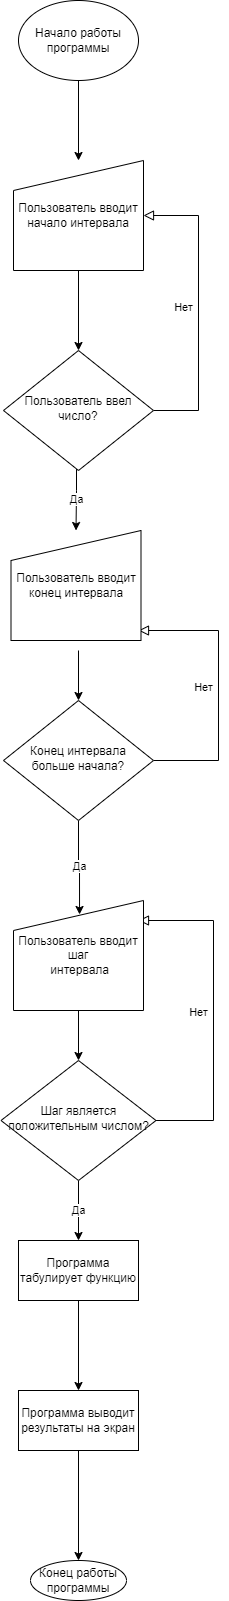 Начало работы
программы
Пользователь вводит
начало интервала
Нет
Пользователь ввел
число?
Да
Пользователь вводит
конец интервала
Нет
Конец интервала
больше начала?
Да
Пользователь вводит
шаг
интервала
Нет
Шаг является
положительным числом?
Да
Программа
табулирует функцию
Программа выводит
результаты на экран
Конец работы
программы